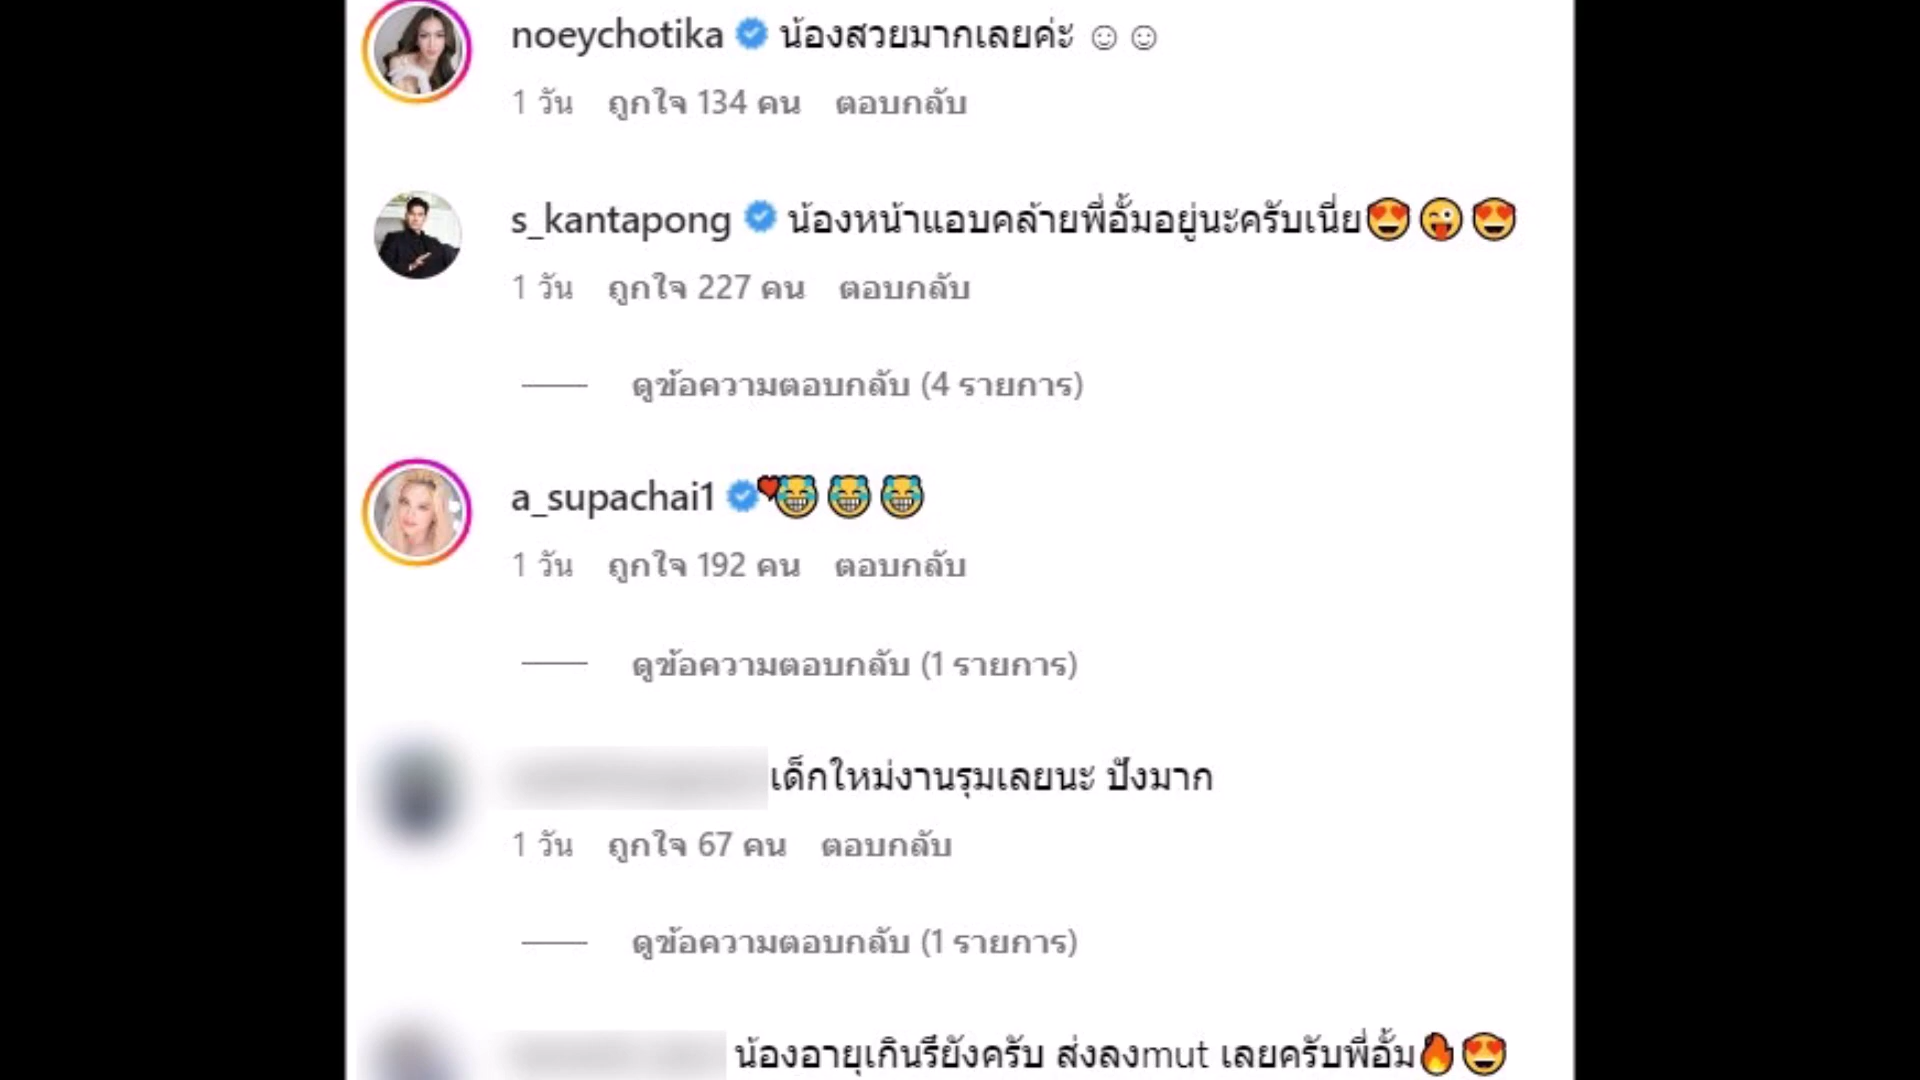 noeychotika น้องสวยมากเลยค่ะ ☺☺
1 วัน ถูกใจ 134 คน ตอบกลับ
s_kantapong น้องหน้าแอบคล้ายพี่อั้มอยู่นะครับเนี่ย😍😜😍
1 วัน ถูกใจ 227 คน ตอบกลับ
ดูข้อความตอบกลับ (4 รายการ)
a_supachai1 😹😹😹
1 วัน ถูกใจ 192 คน ตอบกลับ
ดูข้อความตอบกลับ (1 รายการ)
เด็กใหม่งานรุมเลยนะ ปังมาก
1 วัน ถูกใจ 67 คน ตอบกลับ
ดูข้อความตอบกลับ (1 รายการ)
น้องอายุเกินรึยังครับ ส่งลงmut เลยครับพี่อั้ม🔥😍